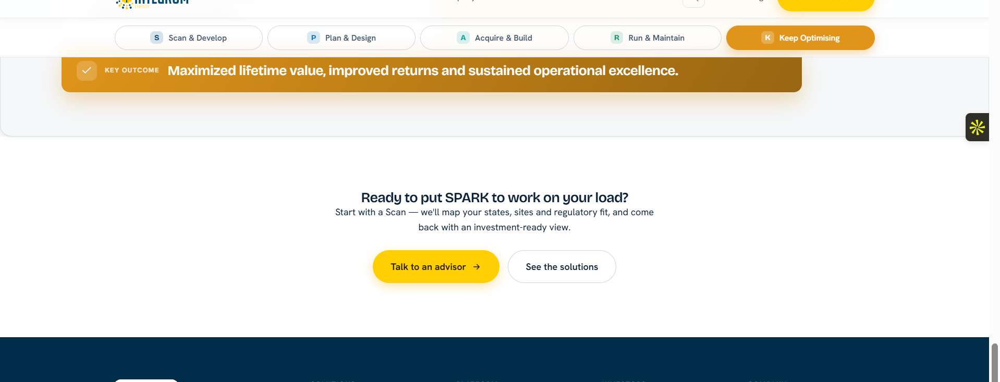 ENERGY
S Scan & Develop
P Plan & Design
A Acquire & Build
R Run & Maintain
K Keep Optimising
KEY OUTCOME Maximized lifetime value, improved returns and sustained operational excellence.
Ready to put SPARK to work on your load?
Start with a Scan — we'll map your states, sites and regulatory fit, and come
back with an investment-ready view.
Talk to an advisor →
See the solutions